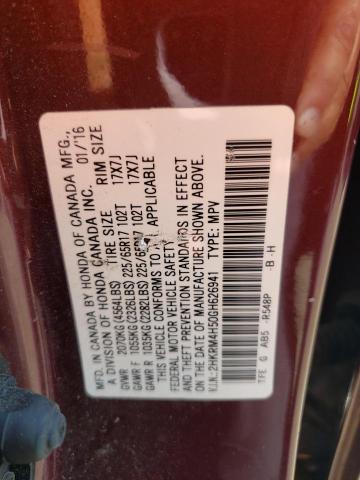 MFD. IN CANADA BY HONDA OF CANADA MFG.,
A DIVISION OF HONDA CANADA INC. 01/'16
TIRE SIZE RIM SIZE
GVWR 2070KG(4564LBS)
GAWR F 1055KG(2326LBS) 225/65R17 102T 17X7J
GAWR R 1035KG(2282LBS) 225/65R17 102T 17X7J
THIS VEHICLE CONFORMS TO ALL APPLICABLE
FEDERAL MOTOR VEHICLE SAFETY
AND THEFT PREVENTION STANDARDS IN EFFECT
ON THE DATE OF MANUFACTURE SHOWN ABOVE.
V.I.N.: 2HKRM4H50GH626941 TYPE: MPV
-B-H
TFE G AB5 R548P